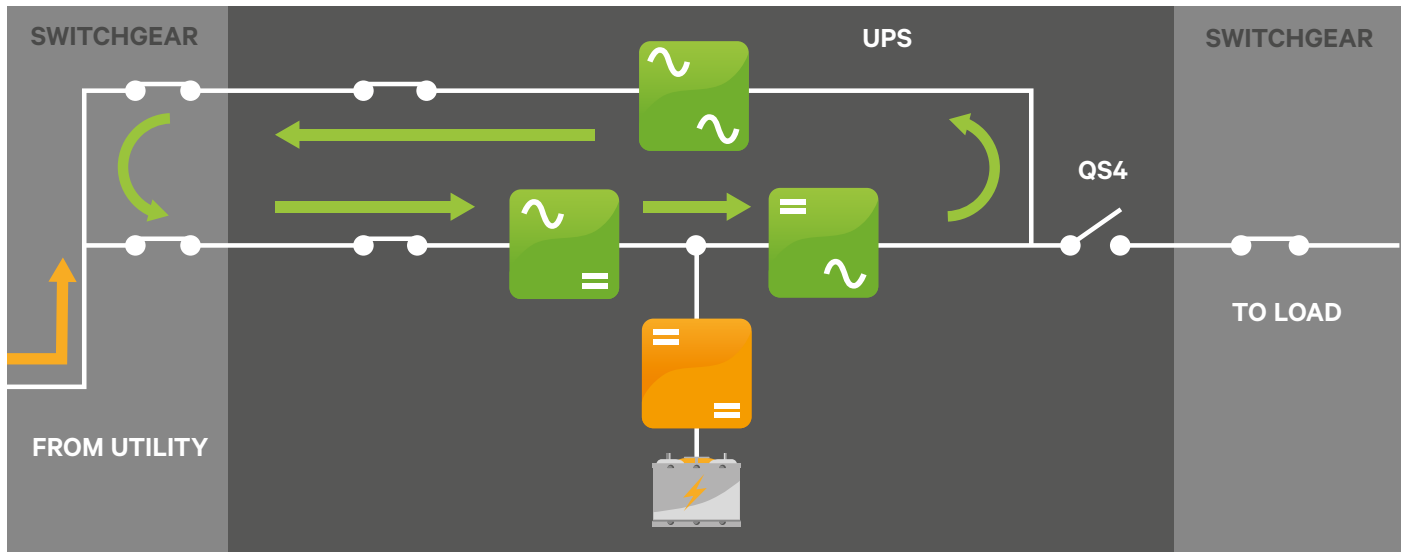 SWITCHGEAR
UPS
SWITCHGEAR
QS4
TO LOAD
FROM UTILITY